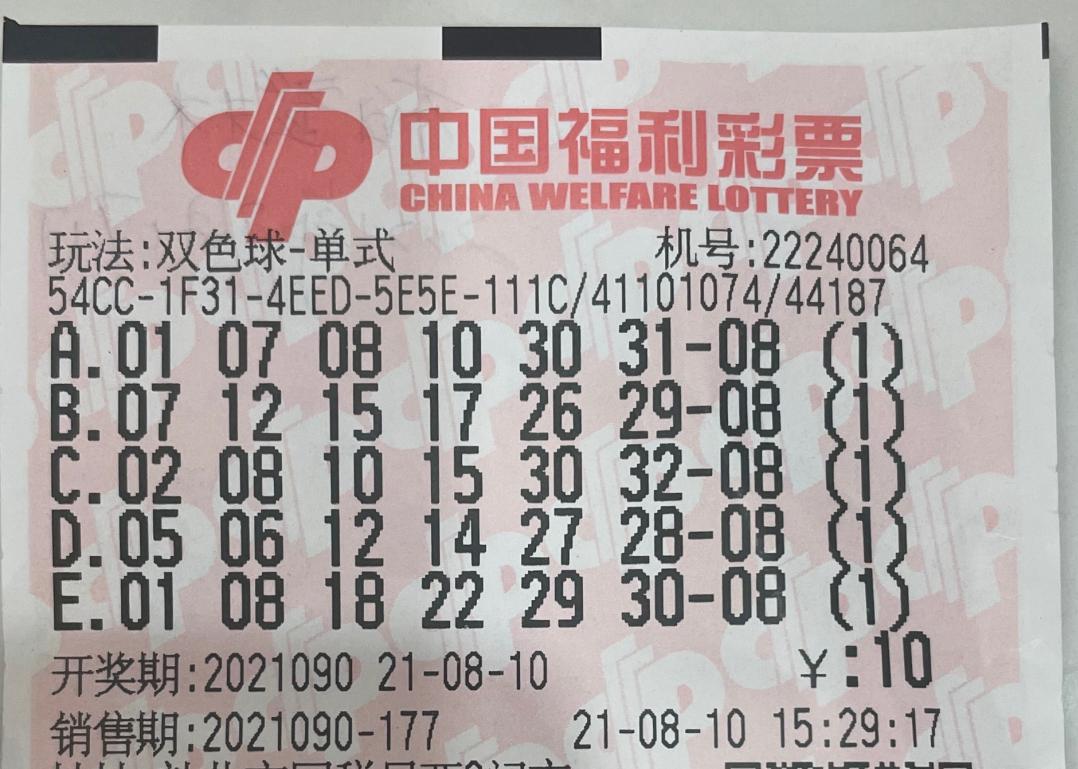 中国福利彩票
CHINA WELFARE LOTTERY
玩法:双色球-单式 机号:22240064
54CC-1F31-4EED-5E5E-111C/41101074/44187
A.01 07 08 10 30 31-08 (1)
B.07 12 15 17 26 29-08 (1)
C.02 08 10 15 30 32-08 (1)
D.05 06 12 14 27 28-08 (1)
E.01 08 18 22 29 30-08 (1)
开奖期:2021090 21-08-10 ¥:10
销售期:2021090-177 21-08-10 15:29:17